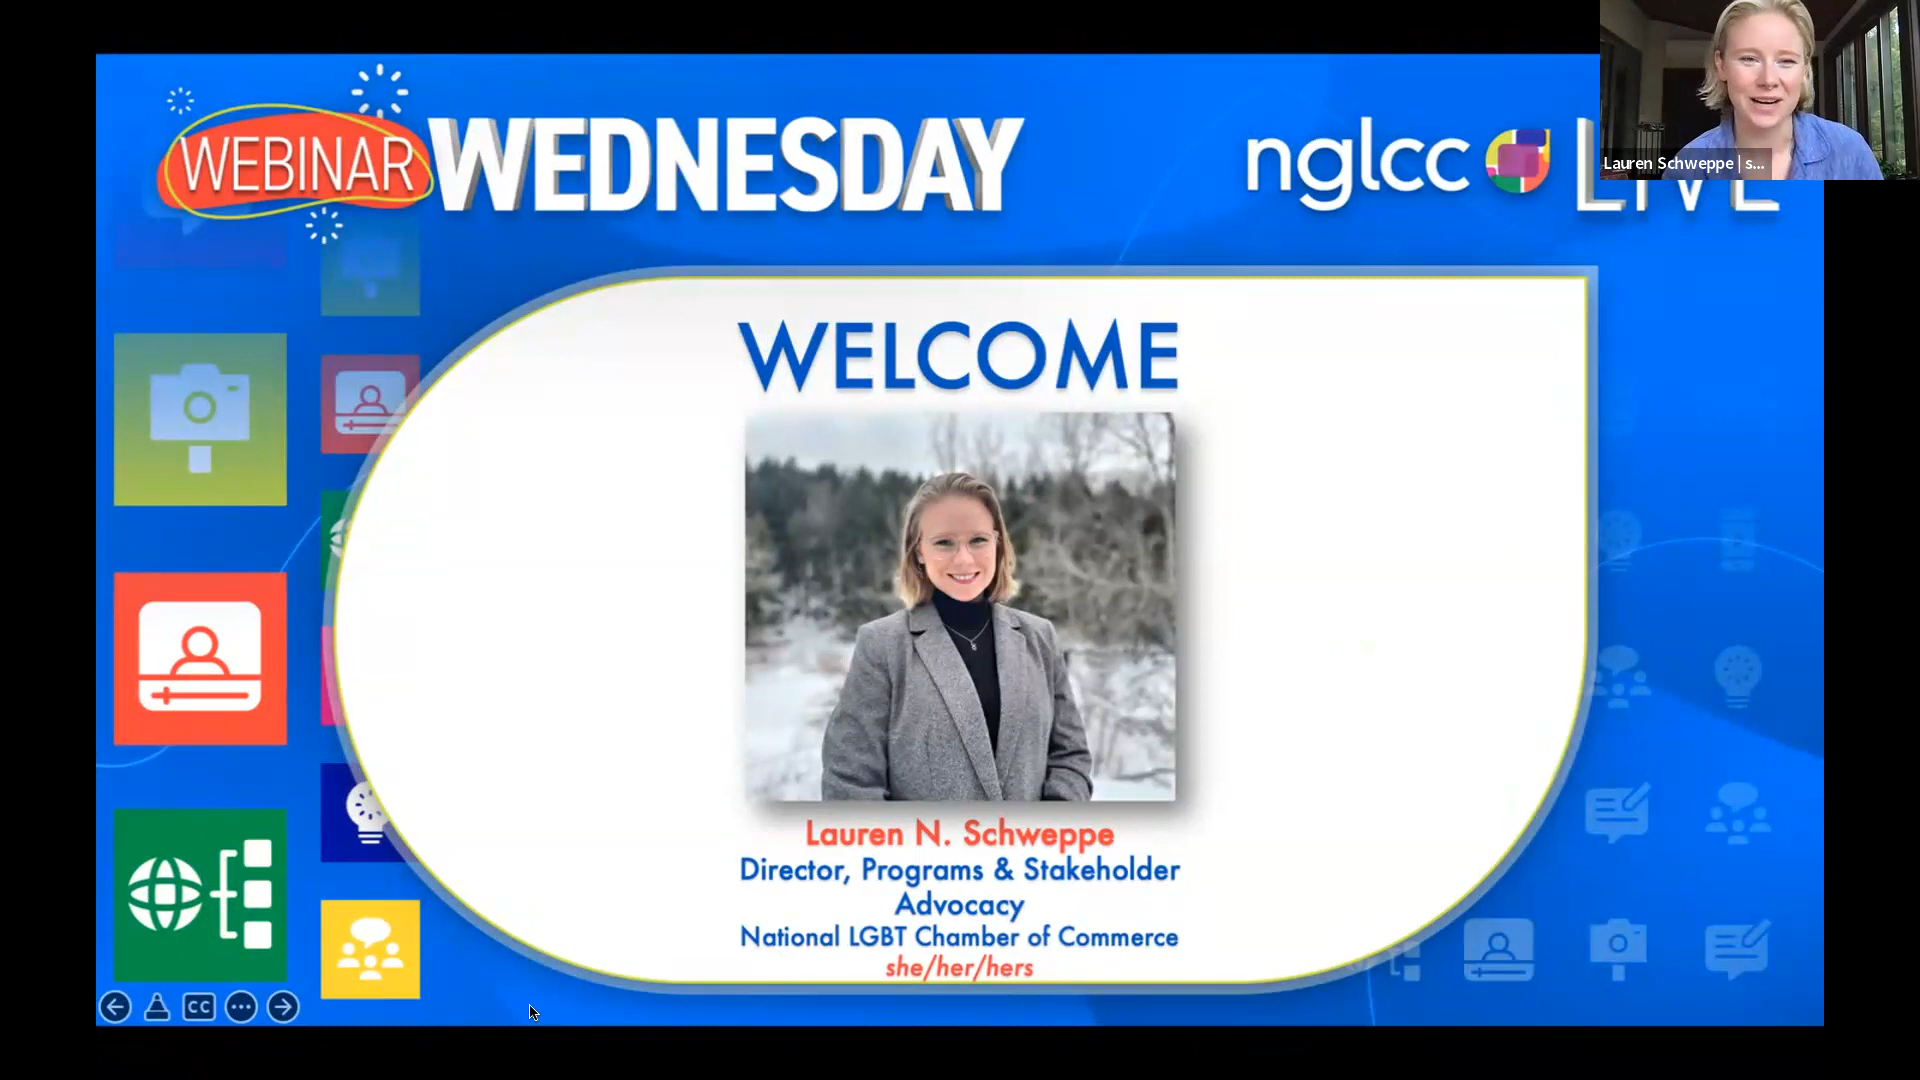 WEBINAR WEDNESDAY
nglcc LIVE
Lauren Schweppe | s...
WELCOME
Lauren N. Schweppe
Director, Programs & Stakeholder
Advocacy
National LGBT Chamber of Commerce
she/her/hers
CC